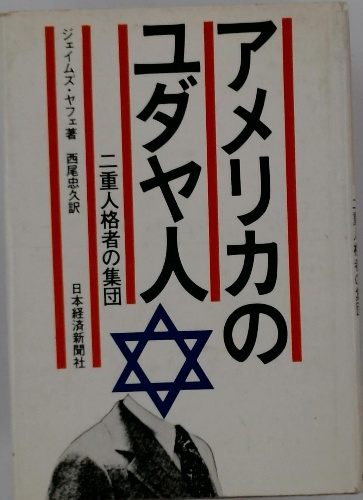 アメリカの
ユダヤ人
二重人格者の集団
ジェイムズ・ヤフェ著 西尾忠久訳
日本経済新聞社